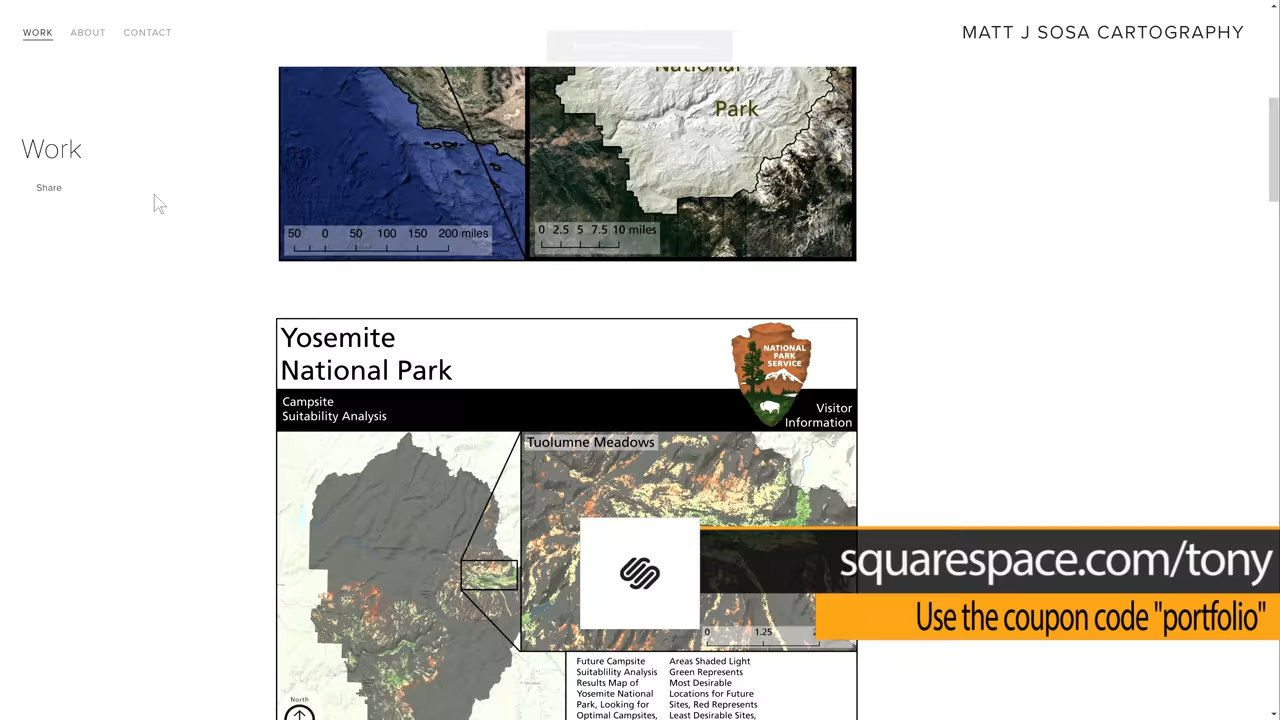 WORK ABOUT CONTACT
MATT J SOSA CARTOGRAPHY
Work
Share
National
Park
50 0 50 100 150 200 miles
0 2.5 5 7.5 10 miles
Yosemite
National Park
NATIONAL
PARK
SERVICE
Campsite
Suitability Analysis
Visitor
Information
Tuolumne Meadows
0 1.25
North
Future Campsite
Suitablility Analysis
Results Map of
Yosemite National
Park, Looking for
Optimal Campsites,
Areas Shaded Light
Green Represents
Most Desirable
Locations for Future
Sites, Red Represents
Least Desirable Sites,
squarespace.com/tony
Use the coupon code "portfolio"